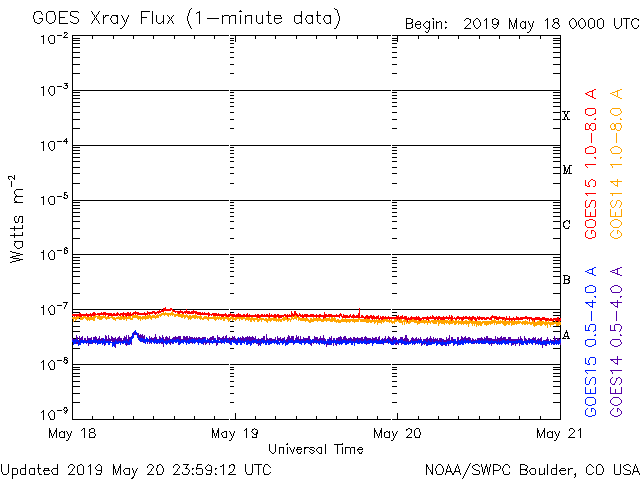 GOES Xray Flux (1-minute data)
Begin: 2019 May 18 0000 UTC
10^-2
10^-3
10^-4
10^-5
10^-6
10^-7
10^-8
10^-9
Watts m^-2
X
M
C
B
A
GOES15 1.0-8.0 A
GOES14 1.0-8.0 A
GOES15 0.5-4.0 A
GOES14 0.5-4.0 A
May 18 May 19 May 20 May 21
Universal Time
Updated 2019 May 20 23:59:12 UTC
NOAA/SWPC Boulder, CO USA